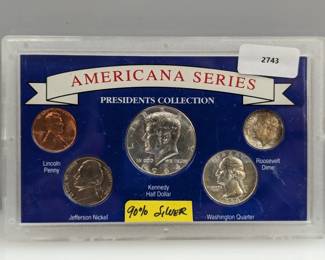 2743
AMERICANA SERIES
PRESIDENTS COLLECTION
Lincoln
Penny
Kennedy
Half Dollar
Roosevelt
Dime
Jefferson Nickel
90% SILVER
Washington Quarter